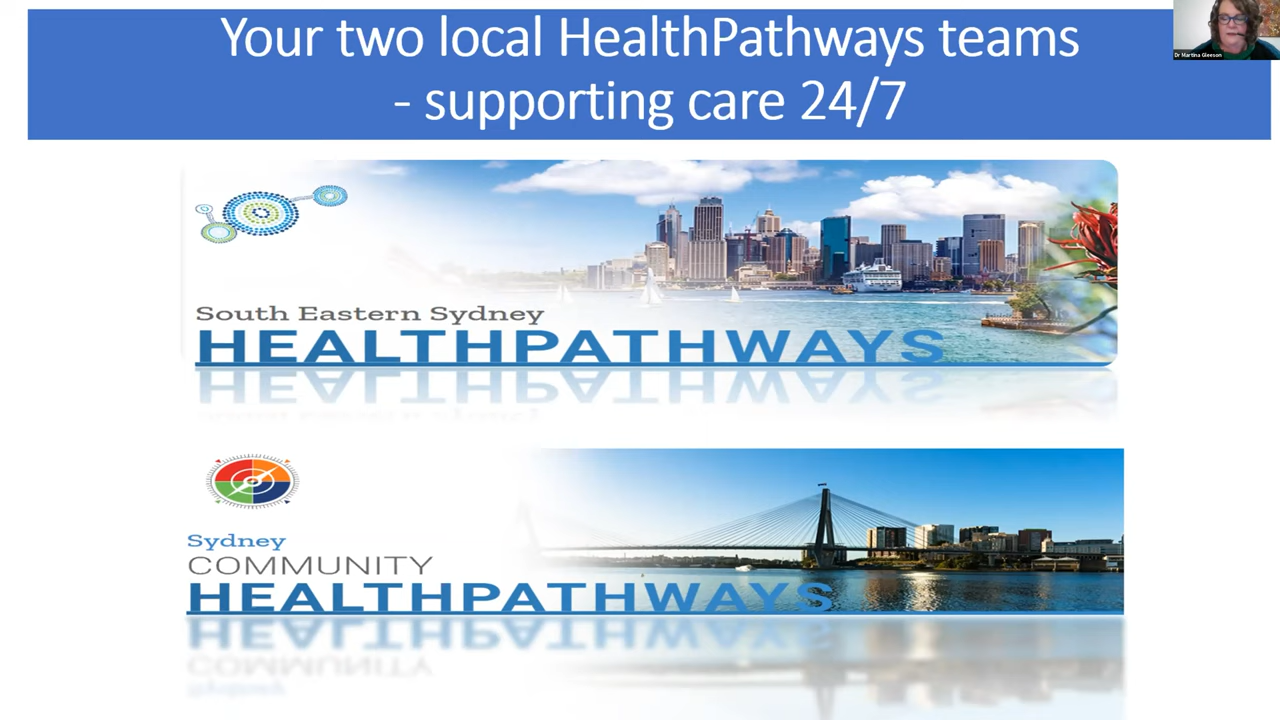 Your two local HealthPathways teams
- supporting care 24/7
Dr Martina Gleeson
South Eastern Sydney
HEALTHPATHWAYS
Sydney
COMMUNITY
HEALTHPATHWAYS